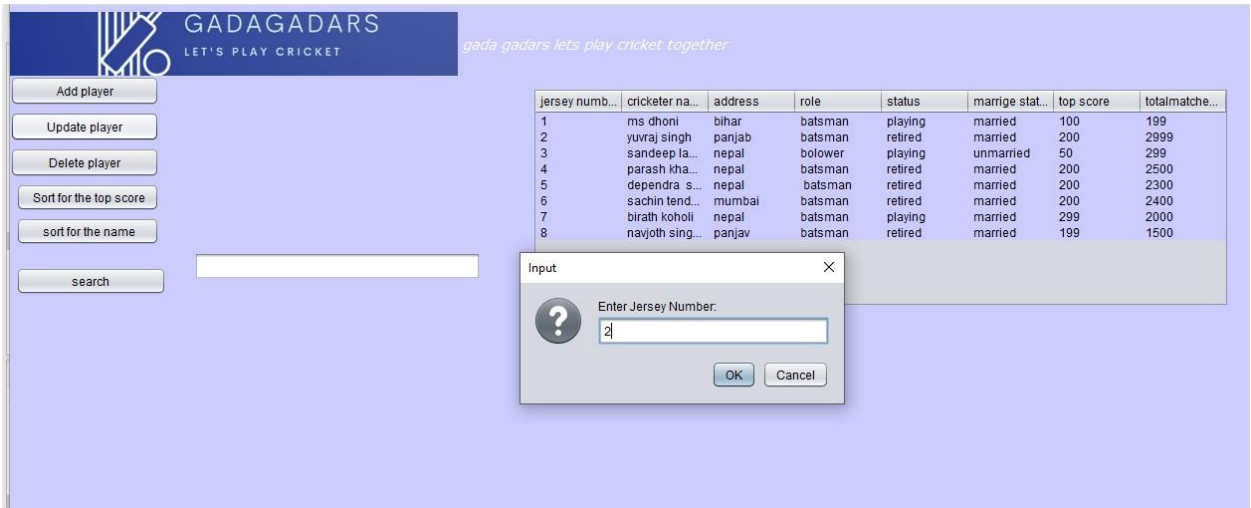 GADAGADARS
LET'S PLAY CRICKET
gada gadars lets play cricket together
Add player
Update player
Delete player
Sort for the top score
sort for the name
search
jersey numb... cricketer na... address role status marrige stat... top score totalmatche...
1 ms dhoni bihar batsman playing married 100 199
2 yuvraj singh panjab batsman retired married 200 2999
3 sandeep la... nepal bolower playing unmarried 50 299
4 parash kha... nepal batsman retired married 200 2500
5 dependra s... nepal batsman retired married 200 2300
6 sachin tend... mumbai batsman retired married 200 2400
7 birath koholi nepal batsman playing married 299 2000
8 navjoth sing... panjav batsman retired married 199 1500
Input
Enter Jersey Number:
2
OK Cancel